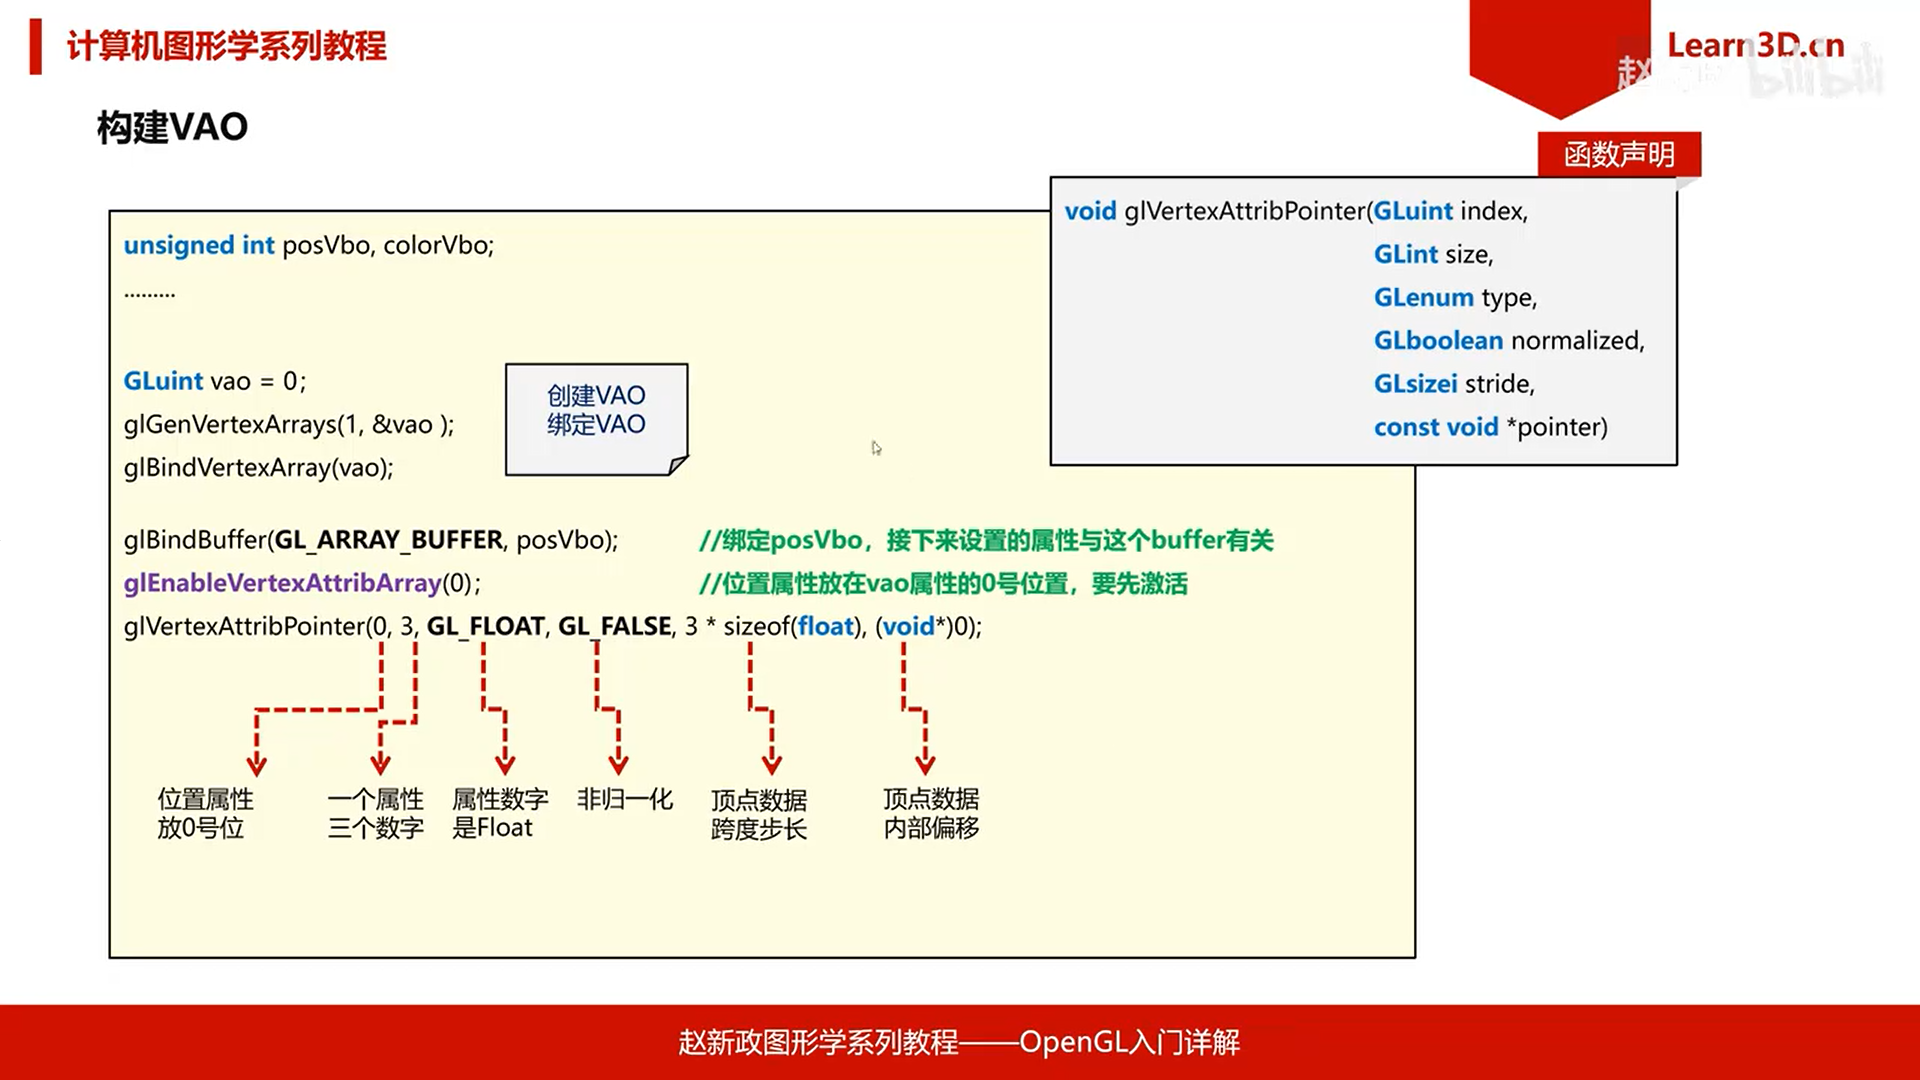 计算机图形学系列教程
Learn3D.cn
赵
bilibili
构建VAO
函数声明
void glVertexAttribPointer(GLuint index,
GLint size,
GLenum type,
GLboolean normalized,
GLsizei stride,
const void *pointer)
unsigned int posVbo, colorVbo;
.........
GLuint vao = 0;
glGenVertexArrays(1, &vao );
glBindVertexArray(vao);
创建VAO
绑定VAO
glBindBuffer(GL_ARRAY_BUFFER, posVbo); //绑定posVbo，接下来设置的属性与这个buffer有关
glEnableVertexAttribArray(0); //位置属性放在vao属性的0号位置，要先激活
glVertexAttribPointer(0, 3, GL_FLOAT, GL_FALSE, 3 * sizeof(float), (void*)0);
位置属性
放0号位
一个属性
三个数字
属性数字
是Float
非归一化
顶点数据
跨度步长
顶点数据
内部偏移
赵新政图形学系列教程——OpenGL入门详解